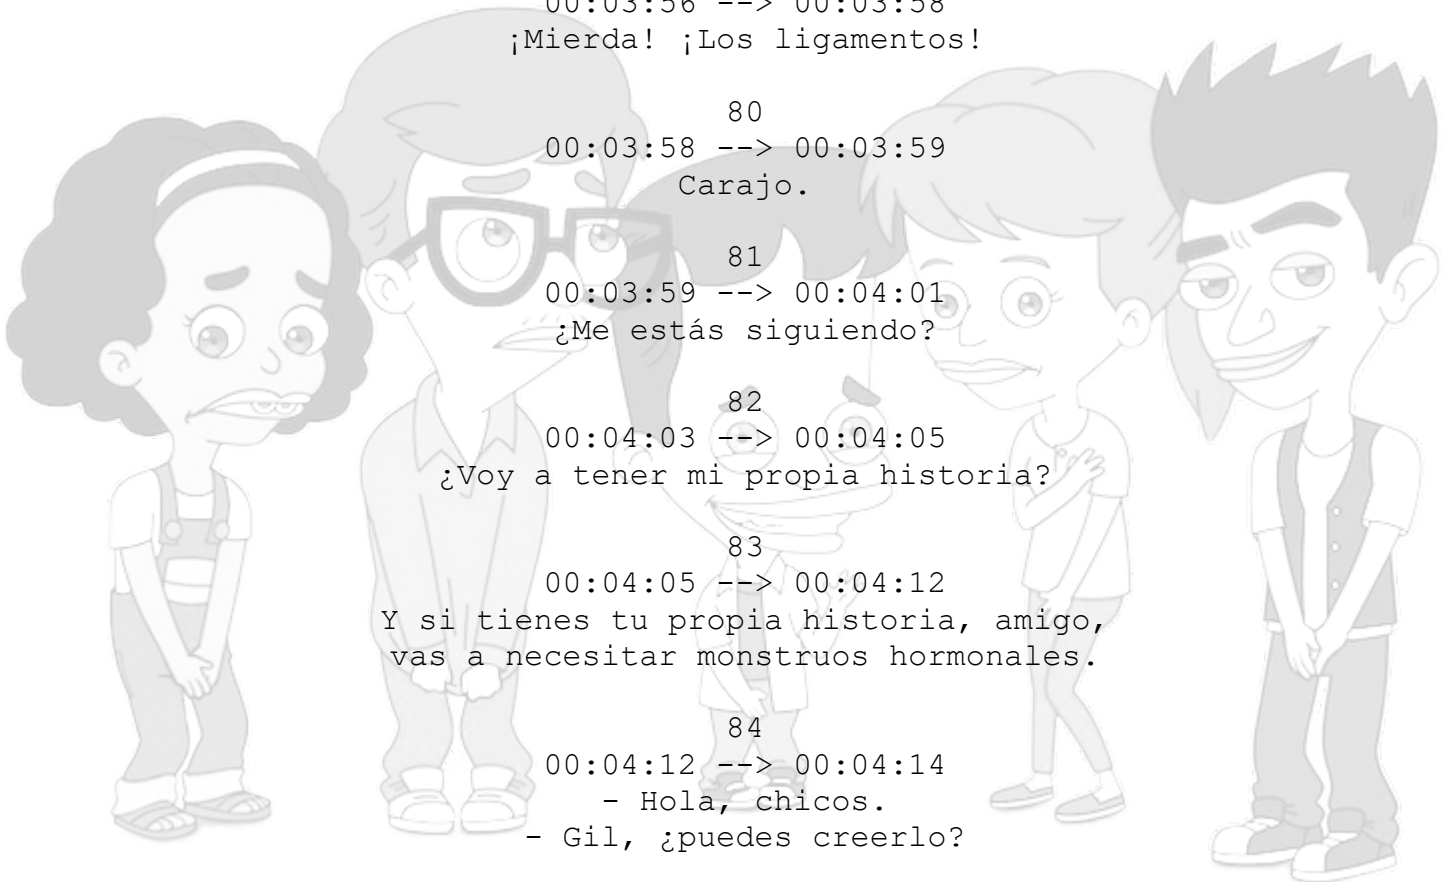 00:03:56 --> 00:03:58
¡Mierda! ¡Los ligamentos!
80
00:03:58 --> 00:03:59
Carajo.
81
00:03:59 --> 00:04:01
¿Me estás siguiendo?
82
00:04:03 --> 00:04:05
¿Voy a tener mi propia historia?
83
00:04:05 --> 00:04:12
Y si tienes tu propia historia, amigo,
vas a necesitar monstruos hormonales.
84
00:04:12 --> 00:04:14
- Hola, chicos.
- Gil, ¿puedes creerlo?